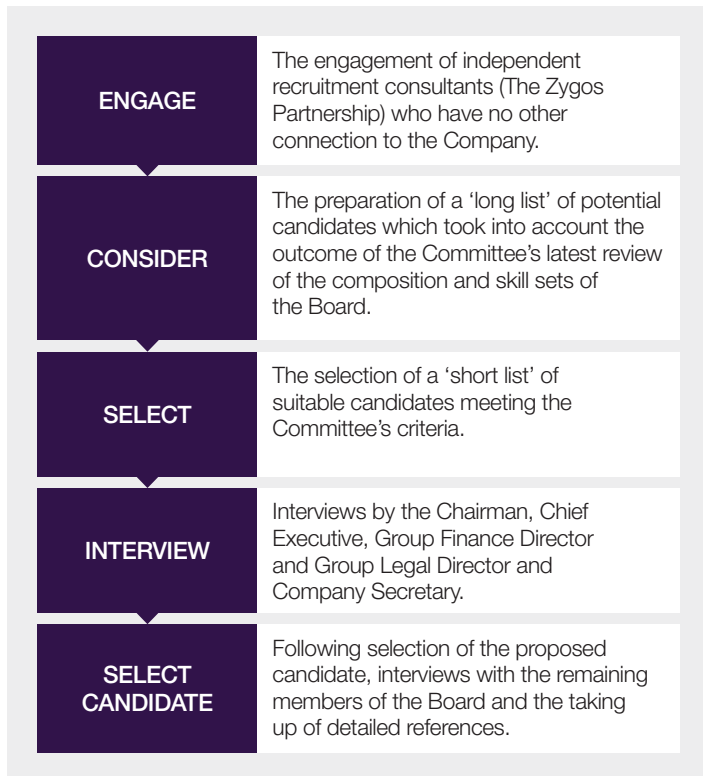 ENGAGE
The engagement of independent
recruitment consultants (The Zygos
Partnership) who have no other
connection to the Company.
CONSIDER
The preparation of a ‘long list’ of potential
candidates which took into account the
outcome of the Committee’s latest review
of the composition and skill sets of
the Board.
SELECT
The selection of a ‘short list’ of
suitable candidates meeting the
Committee’s criteria.
INTERVIEW
Interviews by the Chairman, Chief
Executive, Group Finance Director
and Group Legal Director and
Company Secretary.
SELECT
CANDIDATE
Following selection of the proposed
candidate, interviews with the remaining
members of the Board and the taking
up of detailed references.